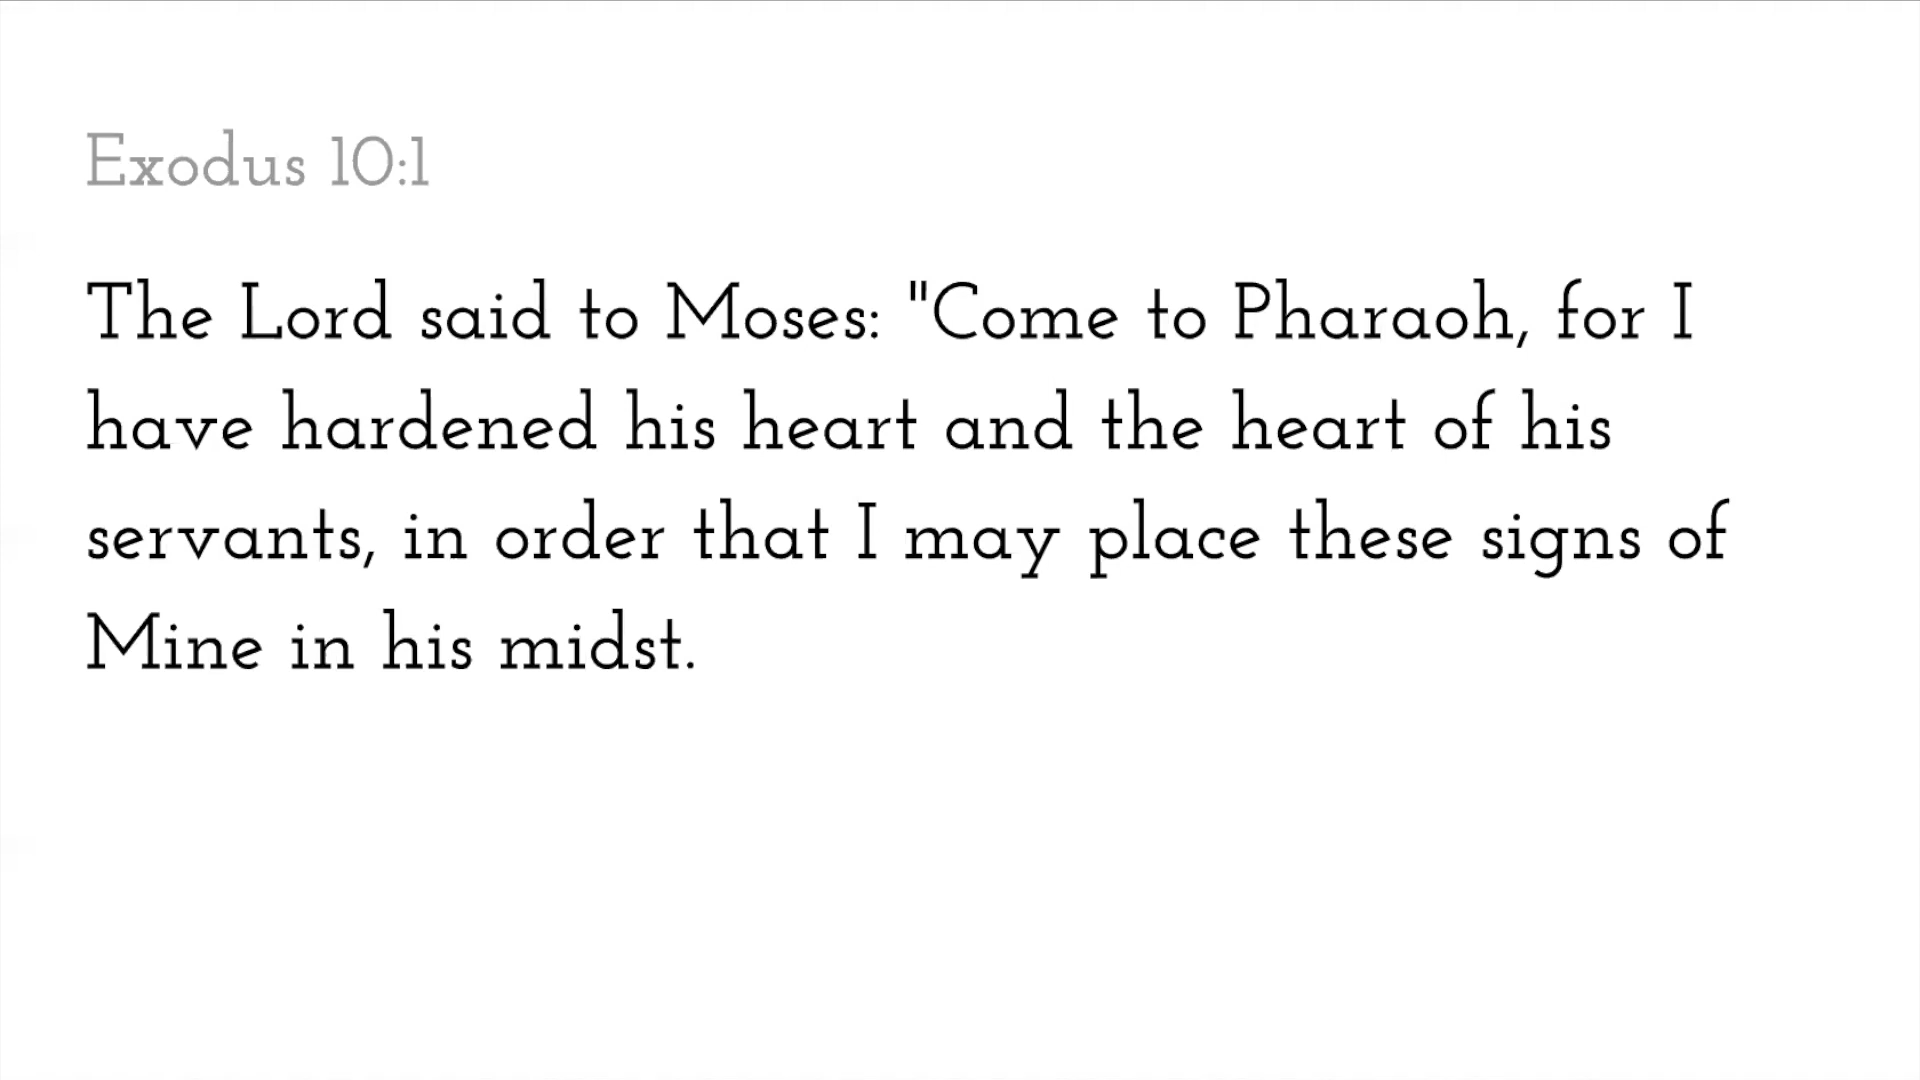 Exodus 10:1
The Lord said to Moses: "Come to Pharaoh, for I
have hardened his heart and the heart of his
servants, in order that I may place these signs of
Mine in his midst.